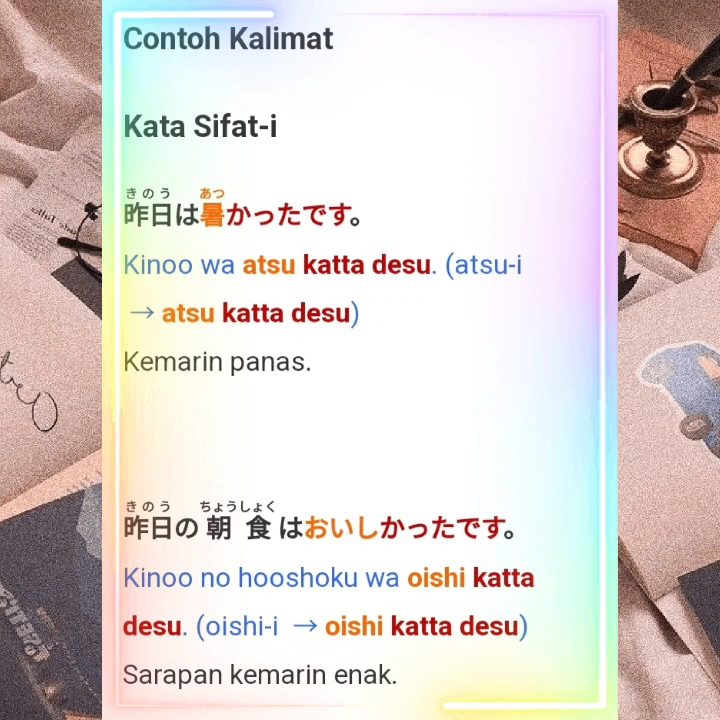 Contoh Kalimat
Kata Sifat-i
きのう あつ
昨日は暑かったです。
Kinoo wa atsu katta desu. (atsu-i
→ atsu katta desu)
Kemarin panas.
きのう ちょうしょく
昨日の 朝 食 はおいしかったです。
Kinoo no hooshoku wa oishi katta
desu. (oishi-i → oishi katta desu)
Sarapan kemarin enak.